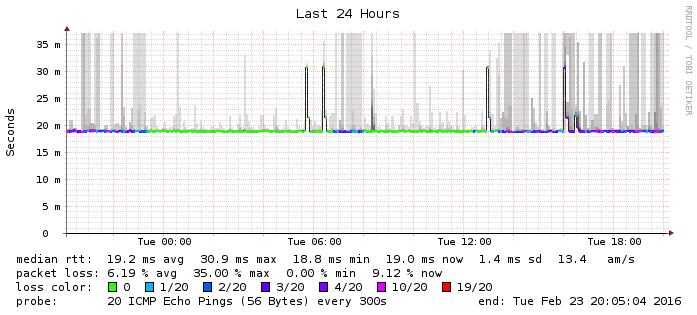 Last 24 Hours
RRDTOOL / TOBI OETIKER
Seconds
35 m
30 m
25 m
20 m
15 m
10 m
5 m
0
Tue 00:00 Tue 06:00 Tue 12:00 Tue 18:00
median rtt: 19.2 ms avg 30.9 ms max 18.8 ms min 19.0 ms now 1.4 ms sd 13.4 am/s
packet loss: 6.19 % avg 35.00 % max 0.00 % min 9.12 % now
loss color: 0 1/20 2/20 3/20 4/20 10/20 19/20
probe: 20 ICMP Echo Pings (56 Bytes) every 300s end: Tue Feb 23 20:05:04 2016